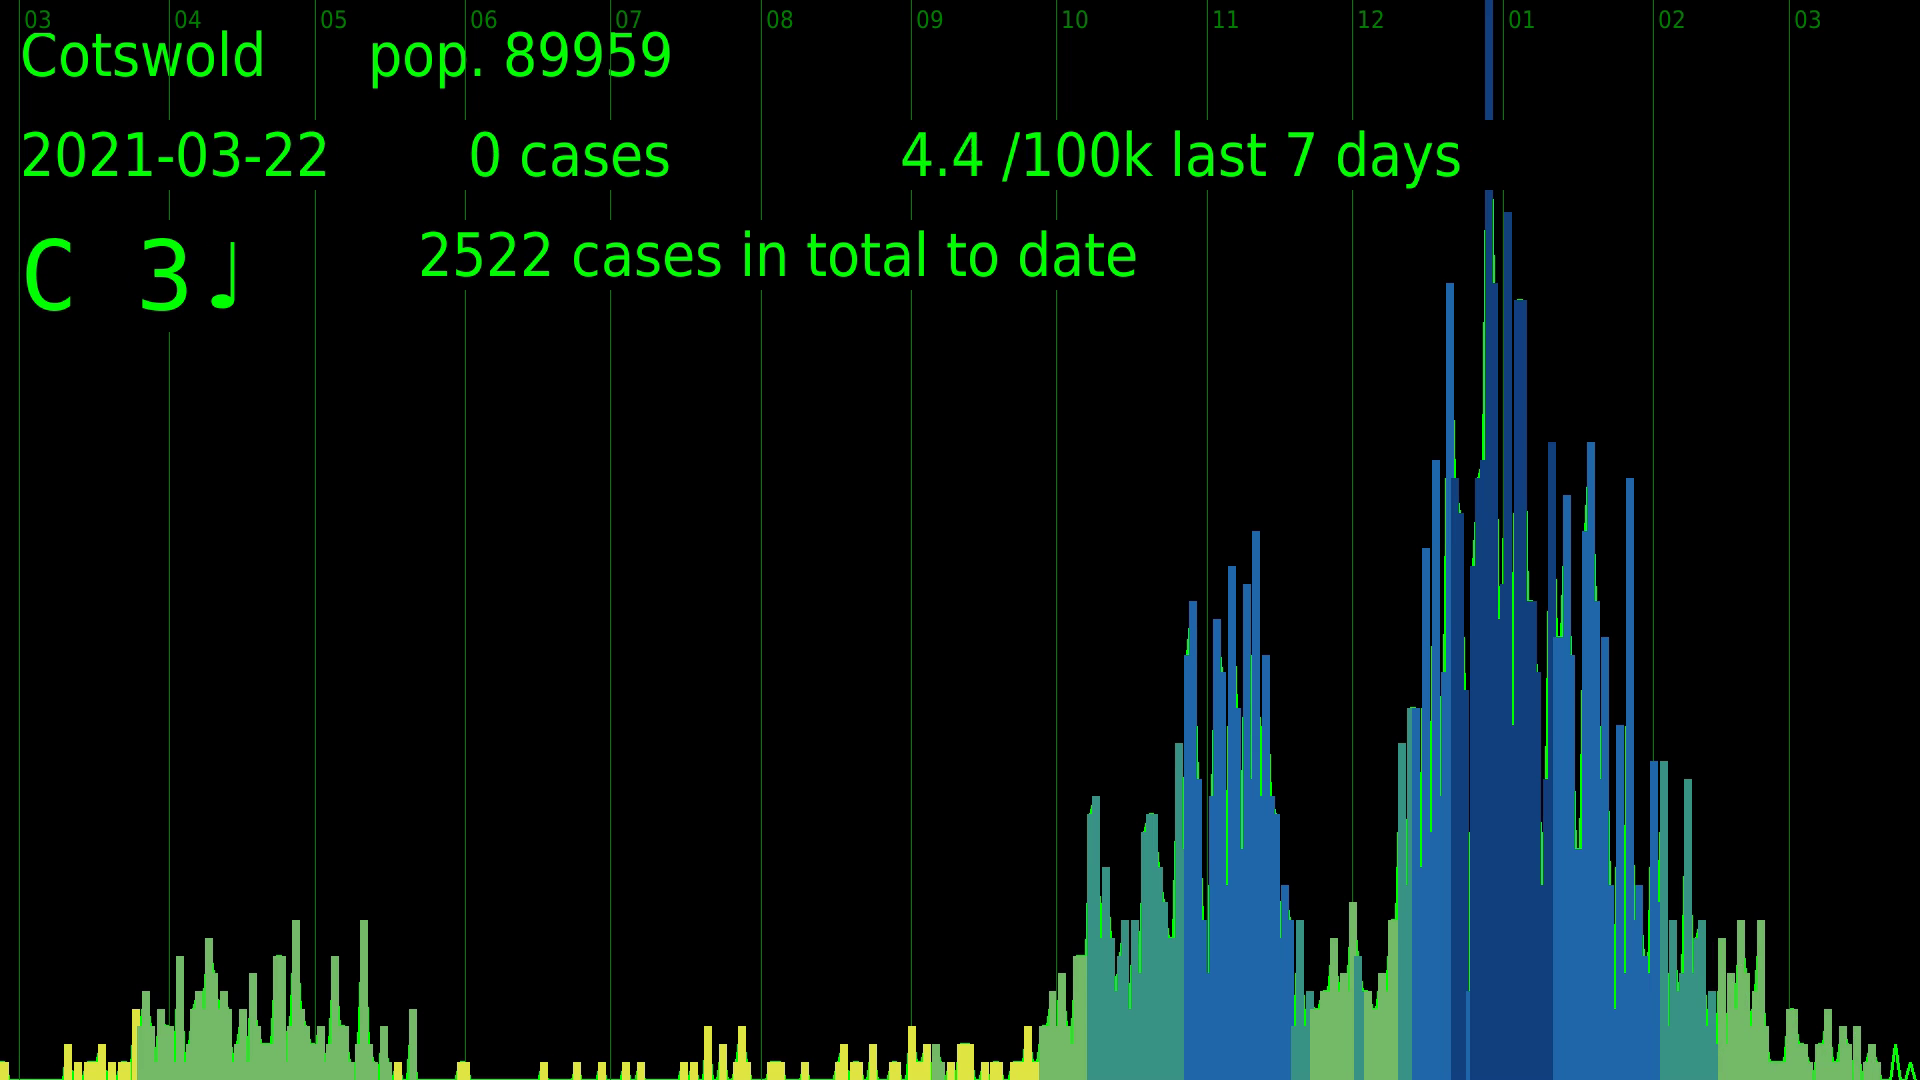 03 04 05 06 07 08 09 10 11 12 01 02 03
Cotswold pop. 89959
2021-03-22 0 cases 4.4 /100k last 7 days
C 3♩ 2522 cases in total to date